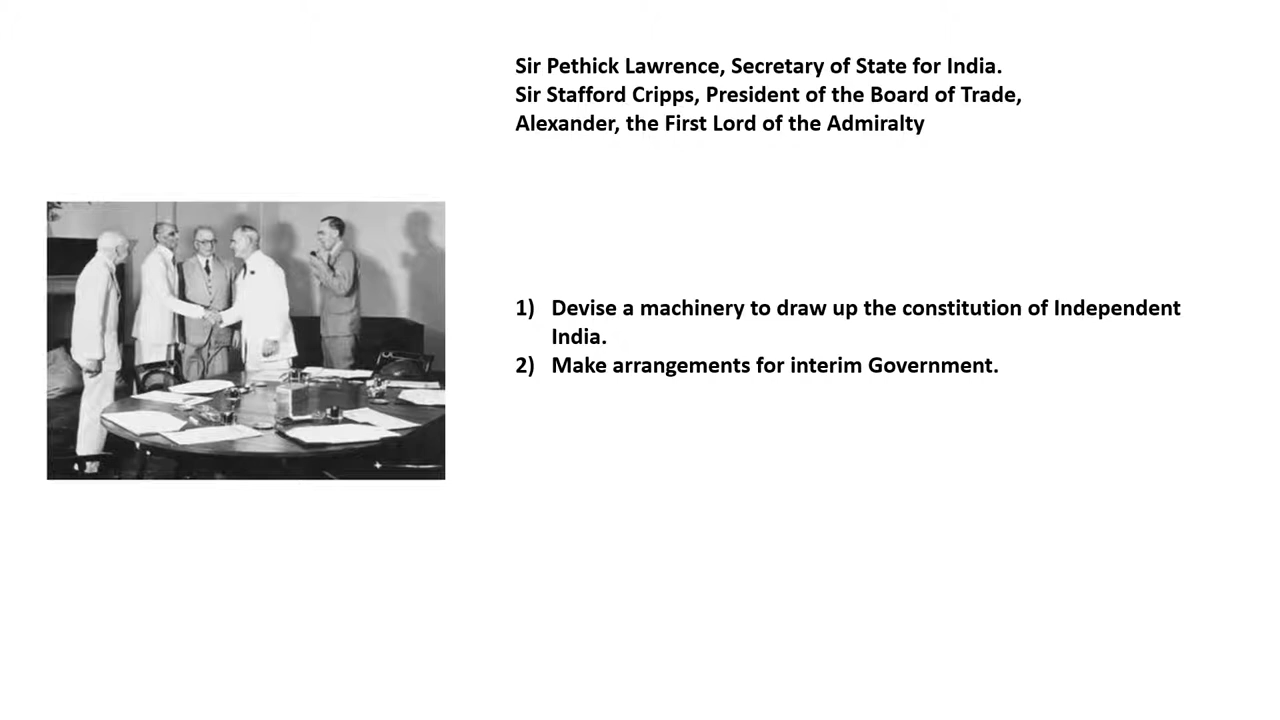 Sir Pethick Lawrence, Secretary of State for India.
Sir Stafford Cripps, President of the Board of Trade,
Alexander, the First Lord of the Admiralty
1) Devise a machinery to draw up the constitution of Independent
India.
2) Make arrangements for interim Government.